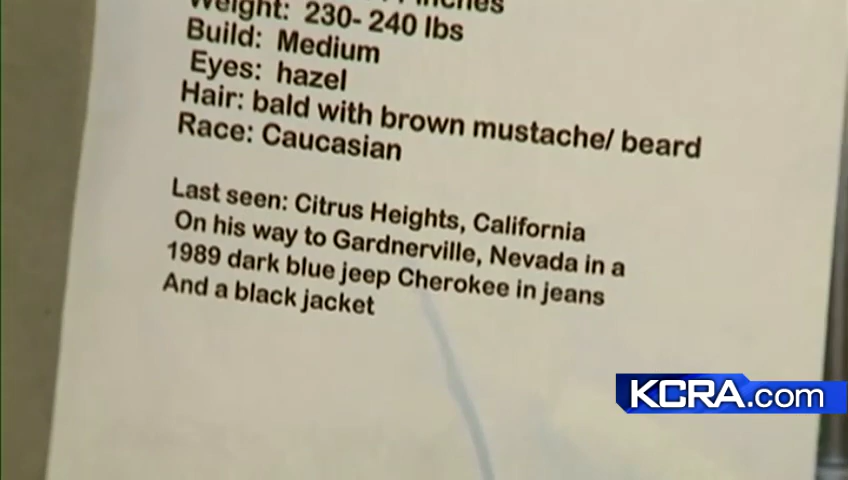 inches
Weight: 230- 240 lbs
Build: Medium
Eyes: hazel
Hair: bald with brown mustache/ beard
Race: Caucasian
Last seen: Citrus Heights, California
On his way to Gardnerville, Nevada in a
1989 dark blue jeep Cherokee in jeans
And a black jacket
KCRA.com